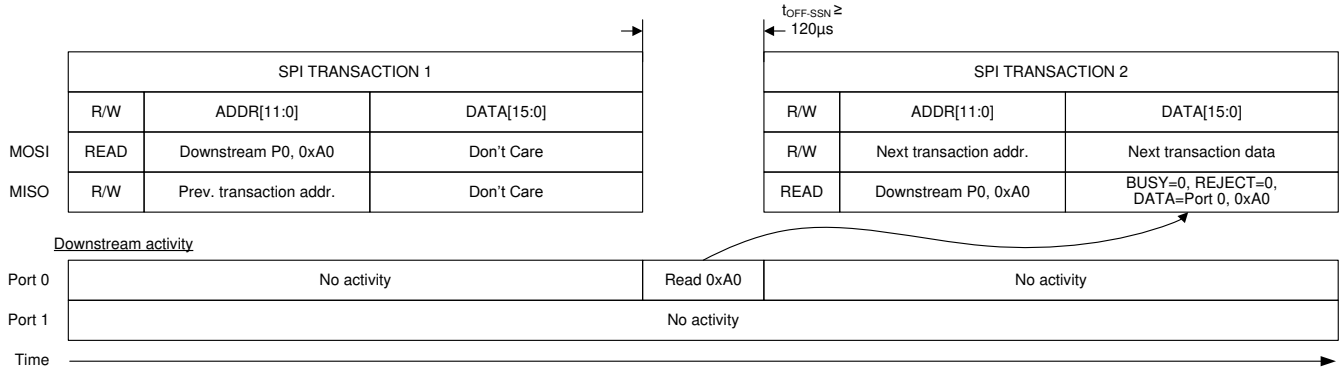 tOFF-SSN ≥
120µs
SPI TRANSACTION 1 SPI TRANSACTION 2
R/W ADDR[11:0] DATA[15:0] R/W ADDR[11:0] DATA[15:0]
MOSI READ Downstream P0, 0xA0 Don't Care R/W Next transaction addr. Next transaction data
MISO R/W Prev. transaction addr. Don't Care READ Downstream P0, 0xA0 BUSY=0, REJECT=0,
DATA=Port 0, 0xA0
Downstream activity
Port 0 No activity Read 0xA0 No activity
Port 1 No activity
Time